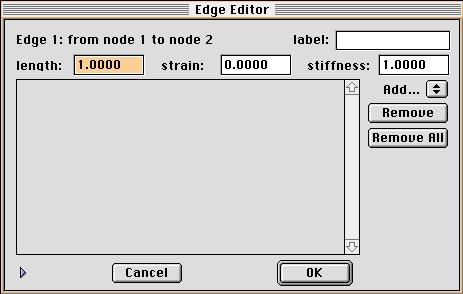 Edge Editor
Edge 1: from node 1 to node 2 label:
length: 1.0000 strain: 0.0000 stiffness: 1.0000
Add...
Remove
Remove All
Cancel OK